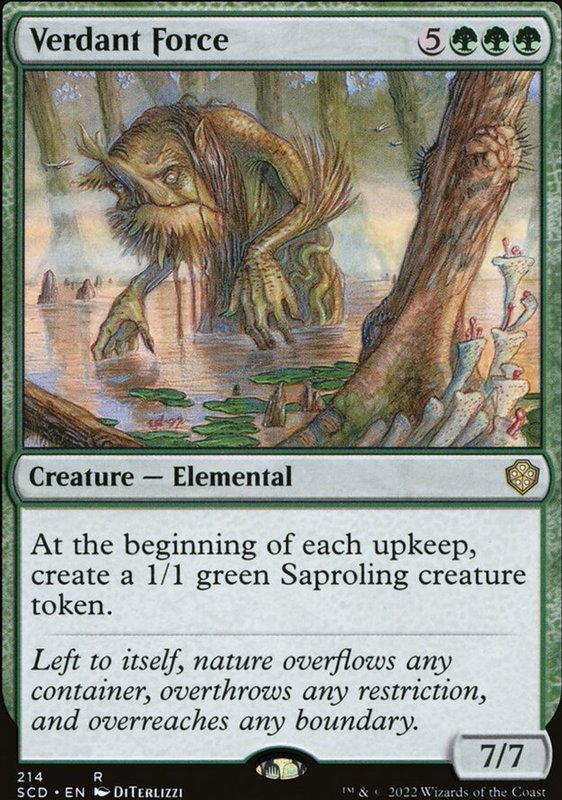 Verdant Force 5
Creature — Elemental
At the beginning of each upkeep,
create a 1/1 green Saproling creature
token.
Left to itself, nature overflows any
container, overthrows any restriction,
and overreaches any boundary.
7/7
214 R
SCD • EN DiTerlizzi ™ & © 2022 Wizards of the Coast